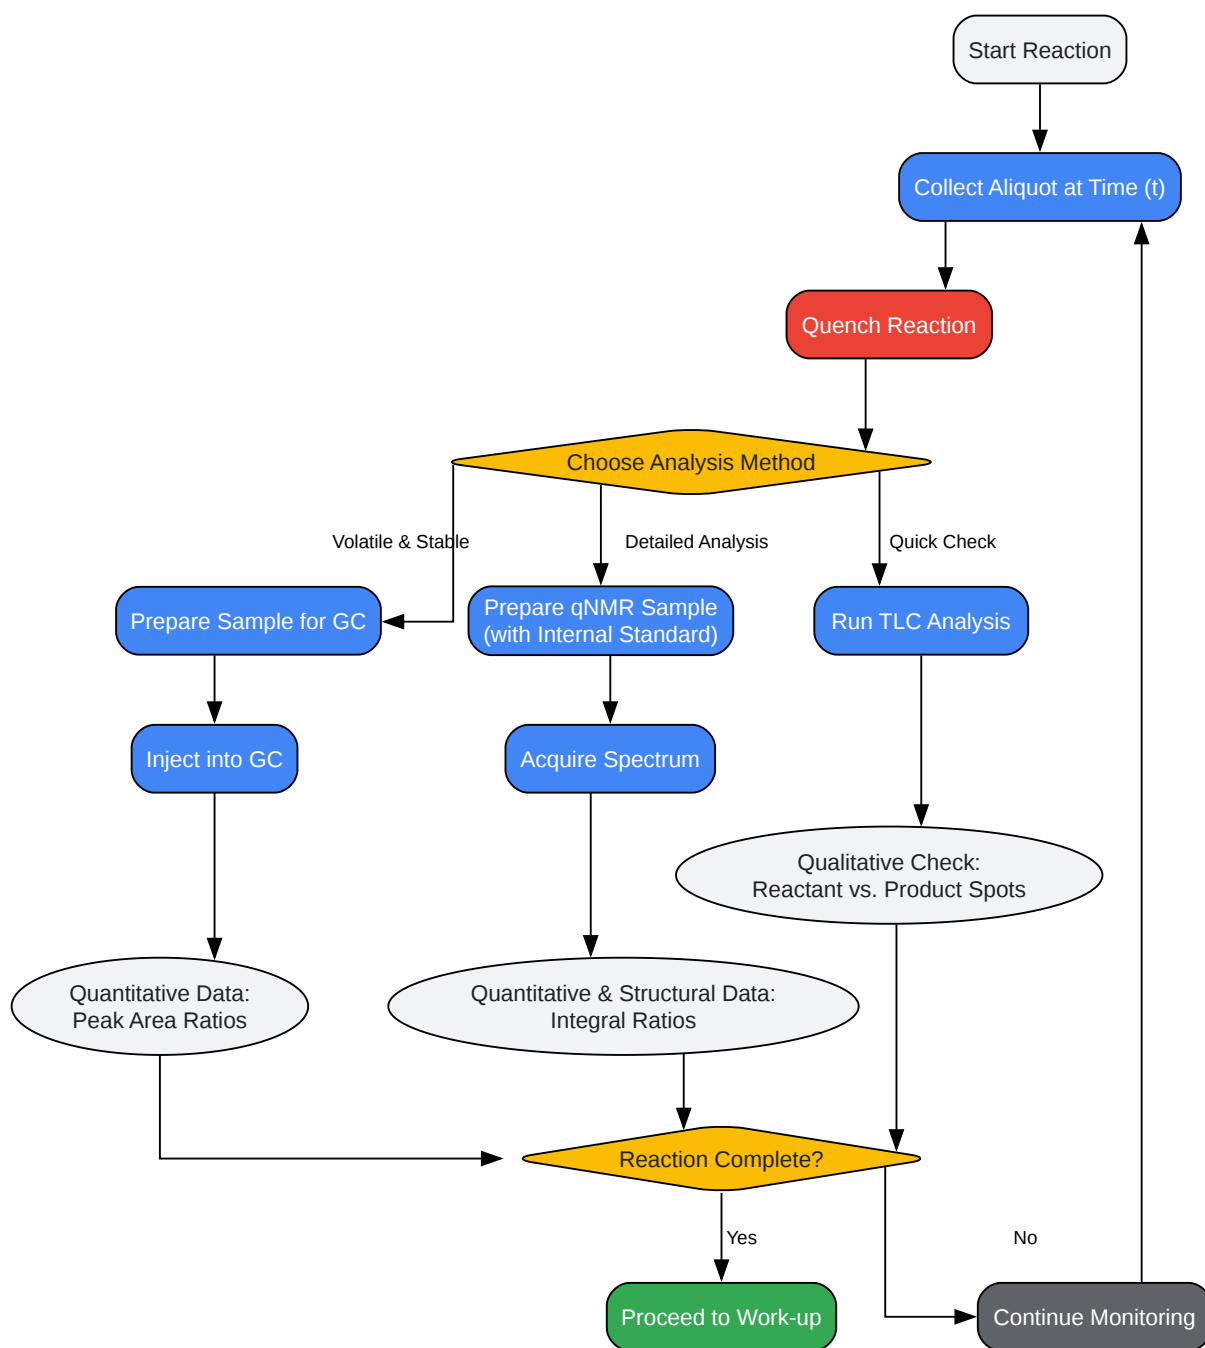 Start Reaction
Collect Aliquot at Time (t)
Quench Reaction
Choose Analysis Method
Volatile & Stable
Detailed Analysis
Quick Check
Prepare Sample for GC
Prepare qNMR Sample
(with Internal Standard)
Run TLC Analysis
Inject into GC
Acquire Spectrum
Qualitative Check:
Reactant vs. Product Spots
Quantitative Data:
Peak Area Ratios
Quantitative & Structural Data:
Integral Ratios
Reaction Complete?
Yes
No
Proceed to Work-up
Continue Monitoring